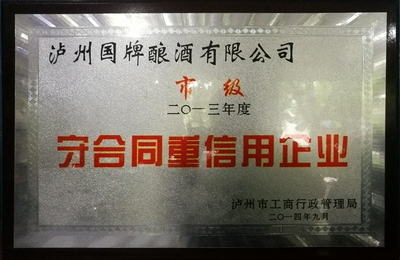 泸州国牌酿酒有限公司
市级
二〇一三年度
守合同重信用企业
泸州市工商行政管理局
二〇一四年九月